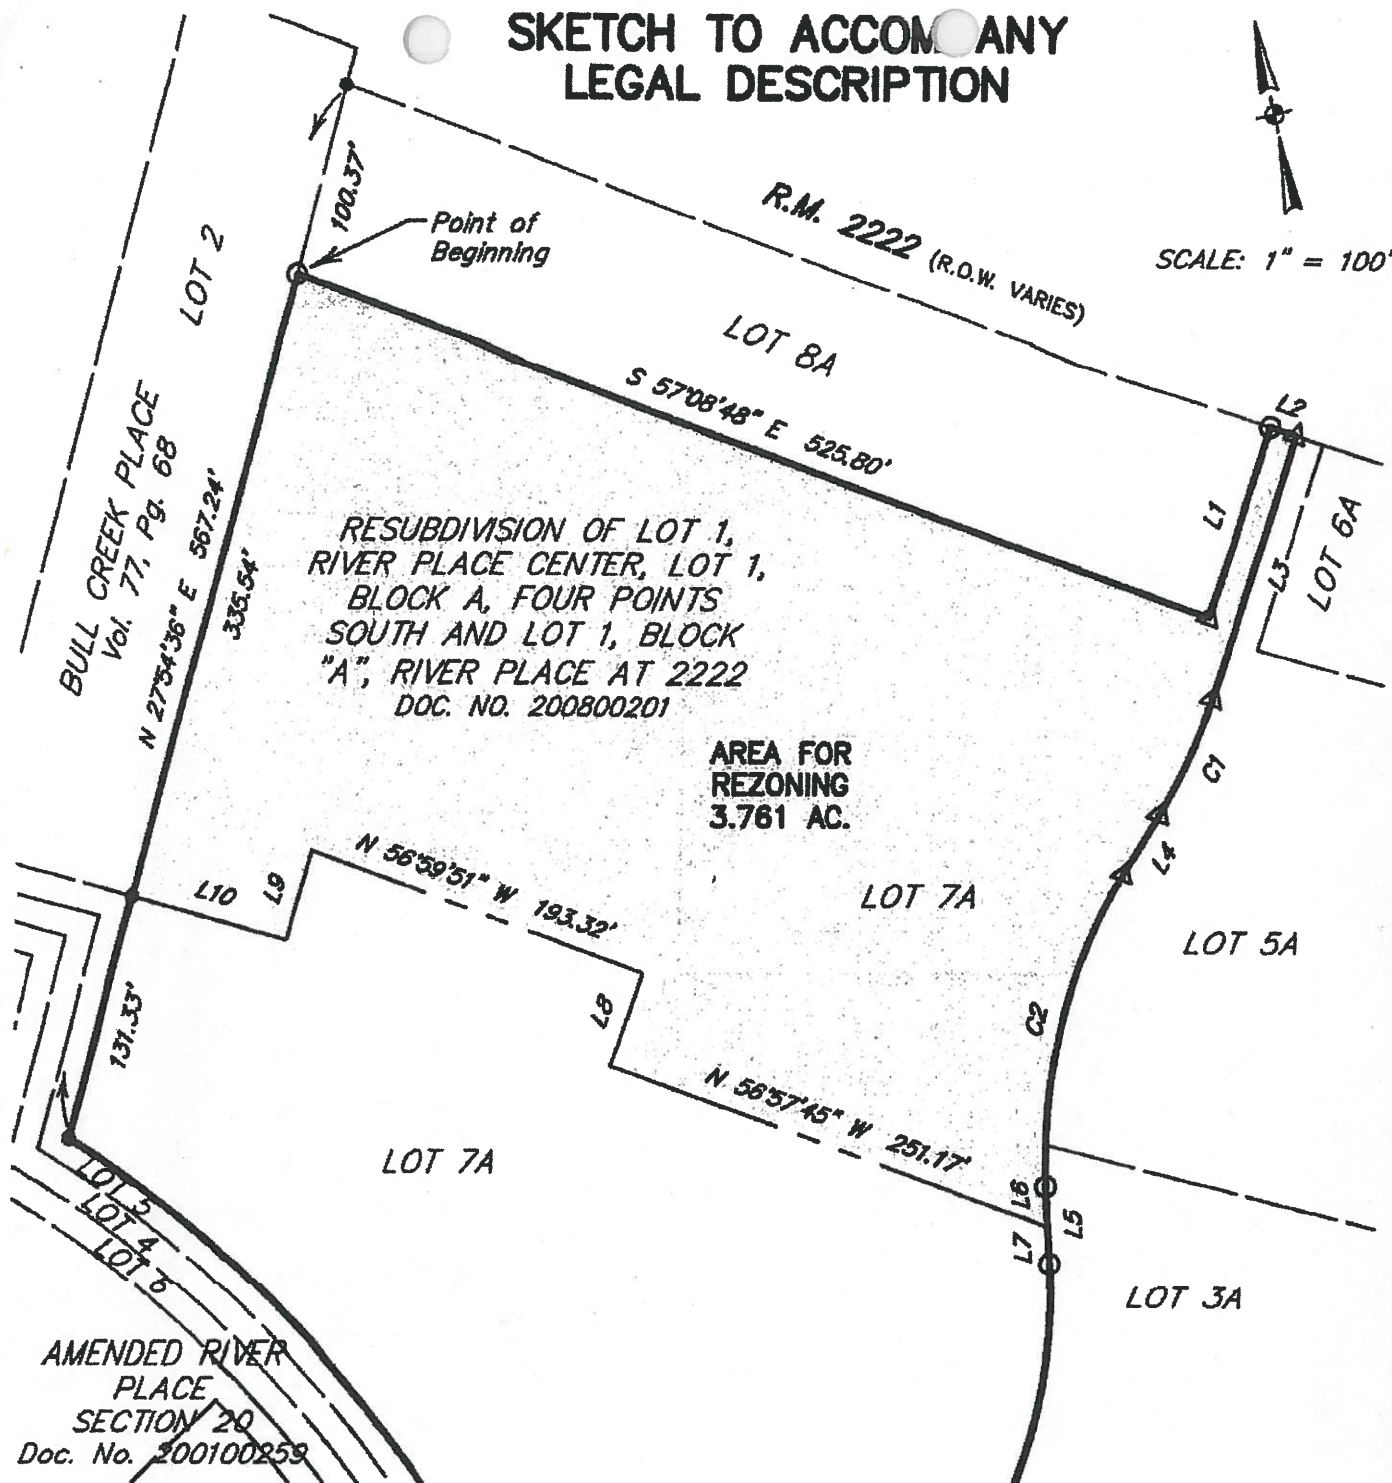 SKETCH TO ACCOMPANY
LEGAL DESCRIPTION
SCALE: 1" = 100'
R.M. 2222 (R.O.W. VARIES)
100.37'
Point of
Beginning
LOT 2
LOT 8A
S 57°08'48" E 525.80'
L2
L1
L3
LOT 6A
BULL CREEK PLACE
Vol. 77, Pg. 68
N 27°54'36" E 567.24'
335.54'
RESUBDIVISION OF LOT 1,
RIVER PLACE CENTER, LOT 1,
BLOCK A, FOUR POINTS
SOUTH AND LOT 1, BLOCK
"A", RIVER PLACE AT 2222
DOC. NO. 200800201
AREA FOR
REZONING
3.761 AC.
C1
L4
LOT 7A
LOT 5A
N 56°59'51" W 193.32'
L10
L9
L8
C2
131.33'
N 56°57'45" W 251.17'
LOT 7A
L6
L5
L7
LOT 3A
LOT 5
LOT 4
LOT 6
AMENDED RIVER
PLACE
SECTION 20
Doc. No. 200100259